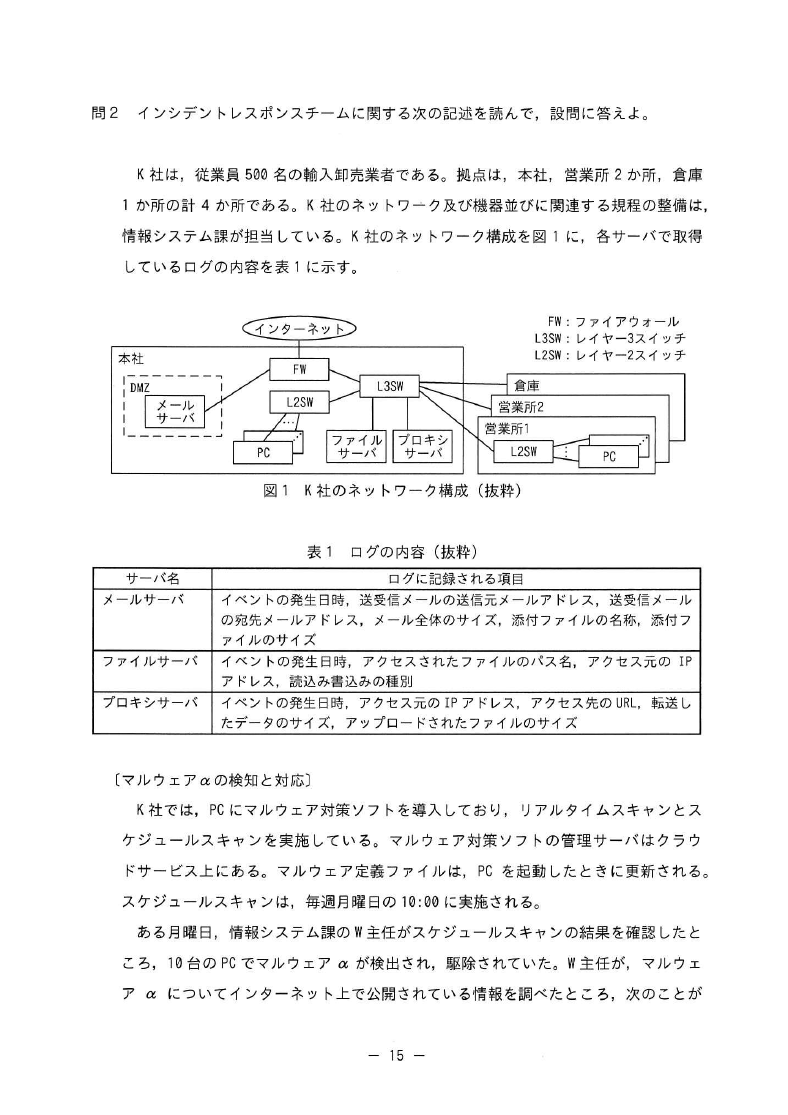 問2 インシデントレスポンスチームに関する次の記述を読んで，設問に答えよ。
K社は，従業員500名の輸入卸売業者である。拠点は，本社，営業所2か所，倉庫
1か所の計4か所である。K社のネットワーク及び機器並びに関連する規程の整備は，
情報システム課が担当している。K社のネットワーク構成を図1に，各サーバで取得
しているログの内容を表1に示す。
インターネット
FW：ファイアウォール
L3SW：レイヤー3スイッチ
L2SW：レイヤー2スイッチ
本社
FW
DMZ
メール
サーバ
L2SW
L3SW
PC
ファイル
サーバ
プロキシ
サーバ
倉庫
営業所2
営業所1
L2SW
PC
図1 K社のネットワーク構成（抜粋）
表1 ログの内容（抜粋）
サーバ名 ログに記録される項目
メールサーバ イベントの発生日時，送受信メールの送信元メールアドレス，送受信メール
の宛先メールアドレス，メール全体のサイズ，添付ファイルの名称，添付フ
ァイルのサイズ
ファイルサーバ イベントの発生日時，アクセスされたファイルのパス名，アクセス元の IP
アドレス，読込み書込みの種別
プロキシサーバ イベントの発生日時，アクセス元の IP アドレス，アクセス先の URL，転送し
たデータのサイズ，アップロードされたファイルのサイズ
〔マルウェアαの検知と対応〕
K社では，PCにマルウェア対策ソフトを導入しており，リアルタイムスキャンとス
ケジュールスキャンを実施している。マルウェア対策ソフトの管理サーバはクラウ
ドサービス上にある。マルウェア定義ファイルは，PC を起動したときに更新される。
スケジュールスキャンは，毎週月曜日の10:00に実施される。
ある月曜日，情報システム課のW主任がスケジュールスキャンの結果を確認したと
ころ，10台のPCでマルウェア α が検出され，駆除されていた。W主任が，マルウェ
ア α についてインターネット上で公開されている情報を調べたところ，次のことが
― 15 ―